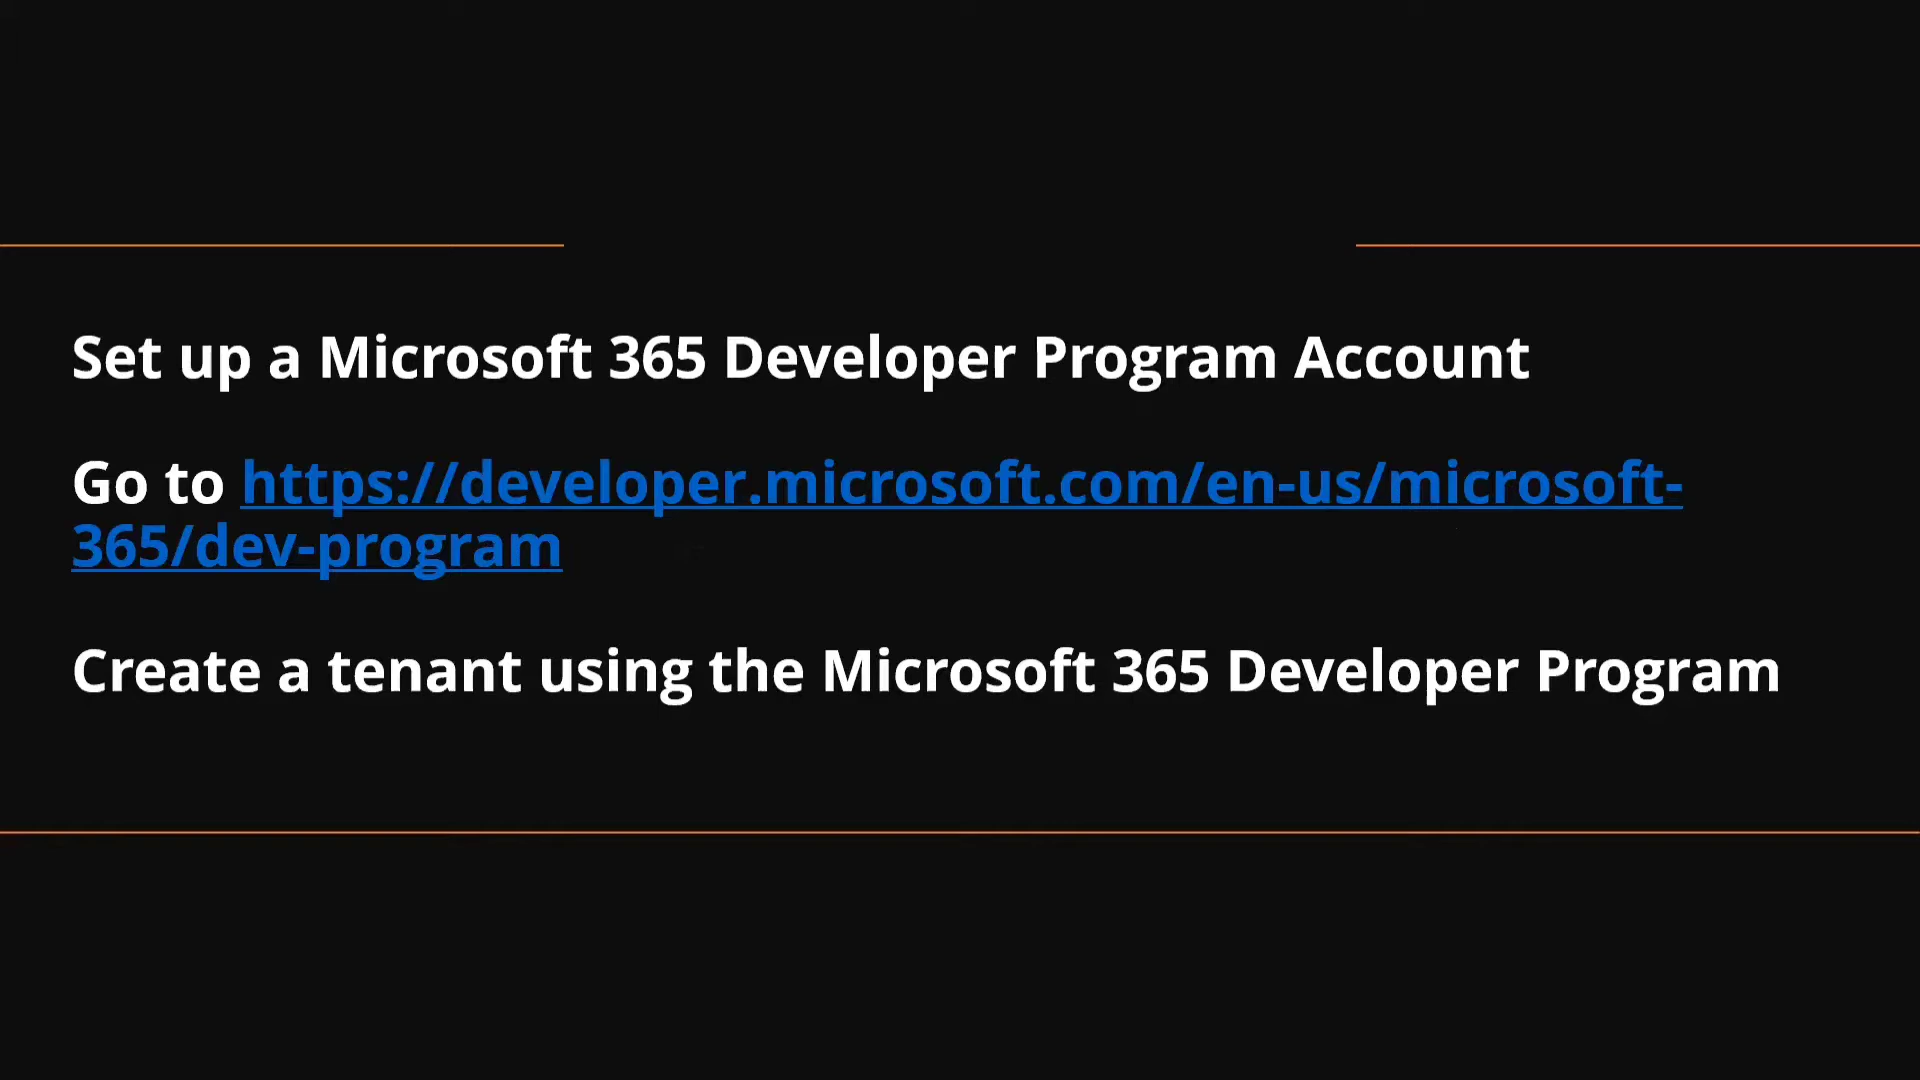 Set up a Microsoft 365 Developer Program Account
Go to https://developer.microsoft.com/en-us/microsoft-
365/dev-program
Create a tenant using the Microsoft 365 Developer Program